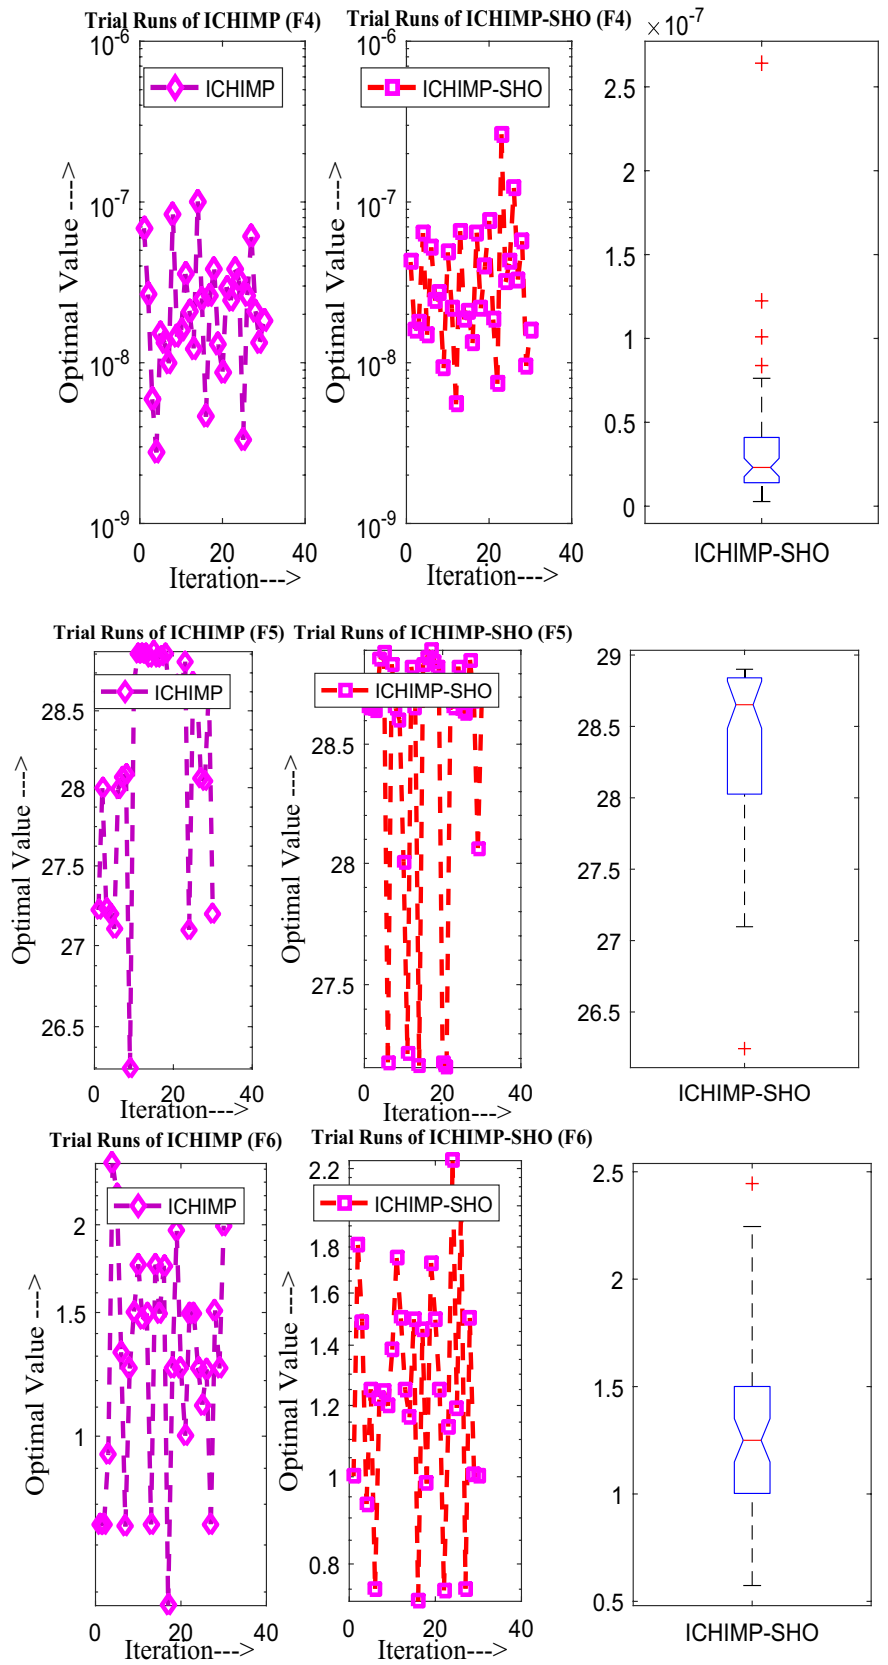 Trial Runs of ICHIMP (F4)
Trial Runs of ICHIMP-SHO (F4)
×10^-7
10^-6
10^-7
10^-8
10^-9
ICHIMP
Optimal Value --->
0 20 40
Iteration--->
10^-6
10^-7
10^-8
10^-9
ICHIMP-SHO
Optimal Value --->
0 20 40
Iteration--->
2.5
2
1.5
1
0.5
0
ICHIMP-SHO
Trial Runs of ICHIMP (F5)
Trial Runs of ICHIMP-SHO (F5)
ICHIMP
28.5
28
27.5
27
26.5
Optimal Value --->
0 20 40
Iteration--->
ICHIMP-SHO
28.5
28
27.5
Optimal Value --->
0 20 40
Iteration--->
29
28.5
28
27.5
27
26.5
ICHIMP-SHO
Trial Runs of ICHIMP (F6)
Trial Runs of ICHIMP-SHO (F6)
ICHIMP
2
1.5
1
Optimal Value --->
0 20 40
Iteration--->
ICHIMP-SHO
2.2
1.8
1.6
1.4
1.2
1
0.8
Optimal Value --->
0 20 40
Iteration--->
2.5
2
1.5
1
0.5
ICHIMP-SHO